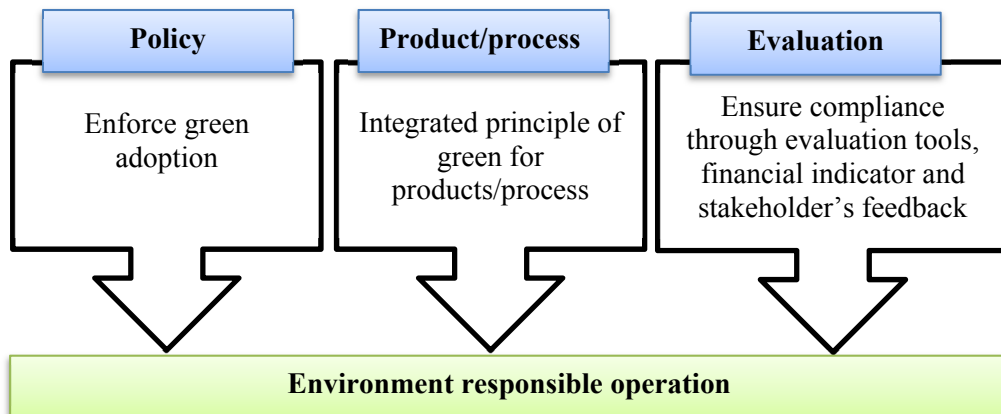 Policy
Enforce green
adoption
Product/process
Integrated principle of
green for
products/process
Evaluation
Ensure compliance
through evaluation tools,
financial indicator and
stakeholder’s feedback
Environment responsible operation